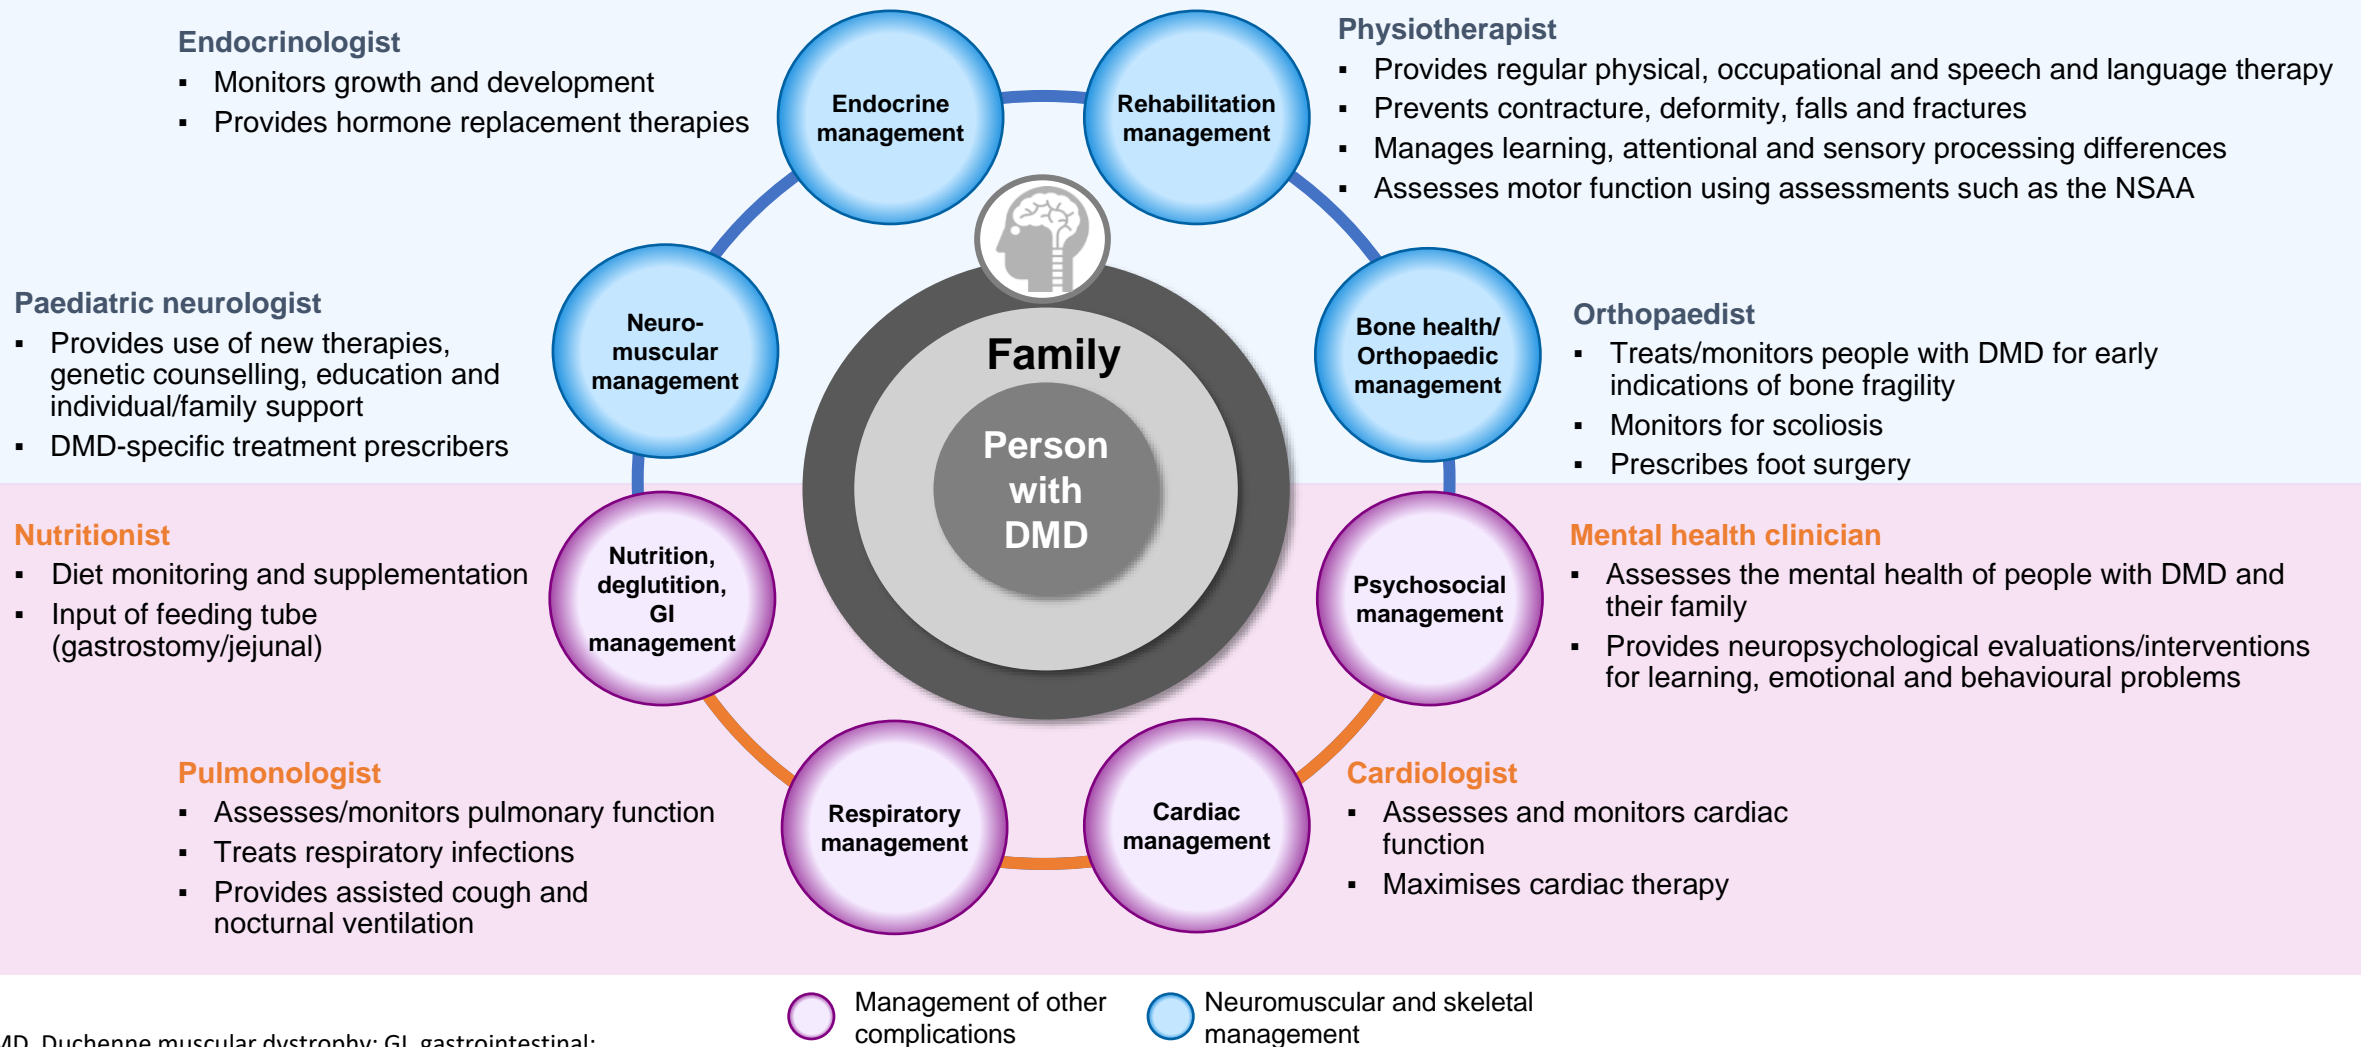 Endocrinologist
▪ Monitors growth and development
▪ Provides hormone replacement therapies
Endocrine
management
Rehabilitation
management
Physiotherapist
▪ Provides regular physical, occupational and speech and language therapy
▪ Prevents contracture, deformity, falls and fractures
▪ Manages learning, attentional and sensory processing differences
▪ Assesses motor function using assessments such as the NSAA
Paediatric neurologist
▪ Provides use of new therapies,
genetic counselling, education and
individual/family support
▪ DMD-specific treatment prescribers
Neuro-
muscular
management
Family
Person
with
DMD
Bone health/
Orthopaedic
management
Orthopaedist
▪ Treats/monitors people with DMD for early
indications of bone fragility
▪ Monitors for scoliosis
▪ Prescribes foot surgery
Nutritionist
▪ Diet monitoring and supplementation
▪ Input of feeding tube
(gastrostomy/jejunal)
Nutrition,
deglutition,
GI
management
Psychosocial
management
Mental health clinician
▪ Assesses the mental health of people with DMD and
their family
▪ Provides neuropsychological evaluations/interventions
for learning, emotional and behavioural problems
Pulmonologist
▪ Assesses/monitors pulmonary function
▪ Treats respiratory infections
▪ Provides assisted cough and
nocturnal ventilation
Respiratory
management
Cardiac
management
Cardiologist
▪ Assesses and monitors cardiac
function
▪ Maximises cardiac therapy
Management of other
complications
Neuromuscular and skeletal
management
MD, Duchenne muscular dystrophy; GI, gastrointestinal;